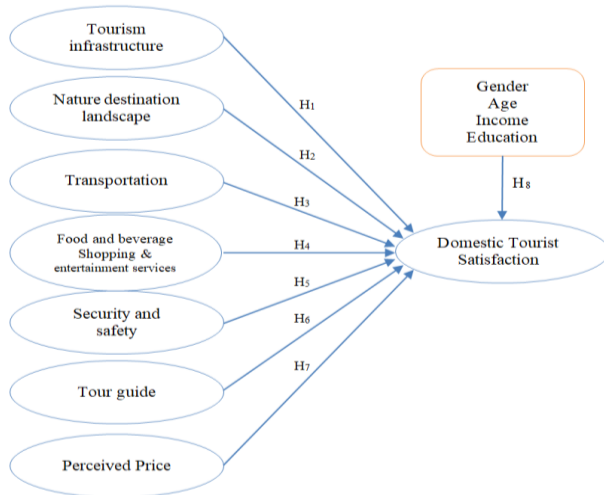 Tourism
infrastructure
H1
Nature destination
landscape
H2
Transportation
H3
Food and beverage
Shopping &
entertainment services
H4
Security and
safety
H5
Tour guide
H6
Perceived Price
H7
Gender
Age
Income
Education
H8
Domestic Tourist
Satisfaction